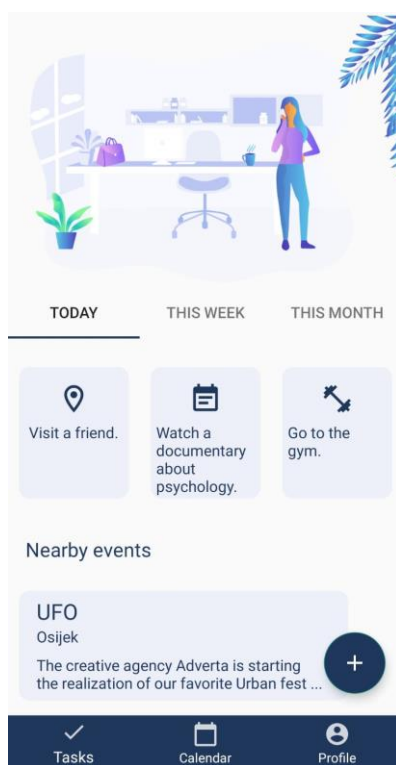 TODAY THIS WEEK THIS MONTH
Visit a friend.
Watch a
documentary
about
psychology.
Go to the
gym.
Nearby events
UFO
Osijek
The creative agency Adverta is starting
the realization of our favorite Urban fest ...
+
Tasks Calendar Profile